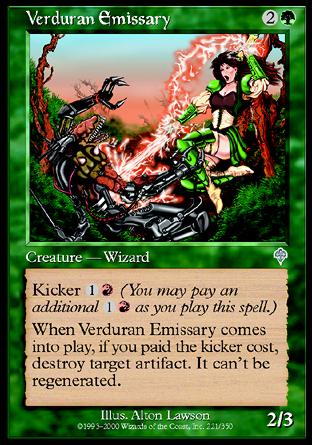 Verduran Emissary 2
Creature — Wizard
Kicker 1 (You may pay an
additional 1 as you play this spell.)
When Verduran Emissary comes
into play, if you paid the kicker cost,
destroy target artifact. It can't be
regenerated.
2/3
Illus. Alton Lawson
©1993–2000 Wizards of the Coast, Inc. 221/350